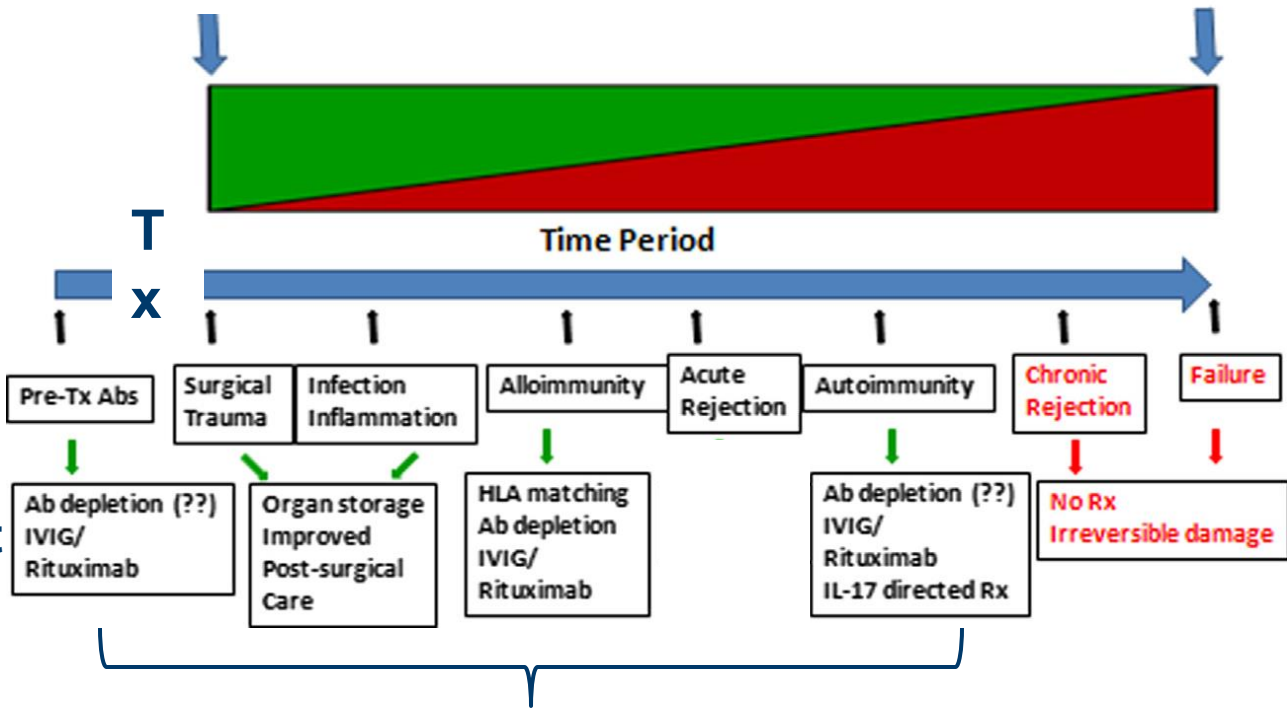 T
x
Time Period
Pre-Tx Abs
Surgical
Trauma
Infection
Inflammation
Alloimmunity
Acute
Rejection
Autoimmunity
Chronic
Rejection
Failure
Ab depletion (??)
IVIG/
Rituximab
Organ storage
Improved
Post-surgical
Care
HLA matching
Ab depletion
IVIG/
Rituximab
Ab depletion (??)
IVIG/
Rituximab
IL-17 directed Rx
No Rx
Irreversible damage